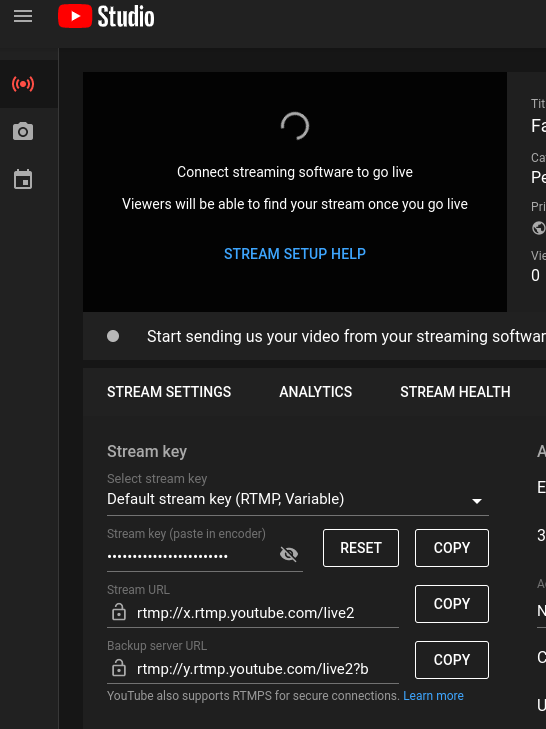 Studio
Connect streaming software to go live
Viewers will be able to find your stream once you go live
STREAM SETUP HELP
Tit
Fa
Ca
Pe
Pri
Vie
0
Start sending us your video from your streaming softwar
STREAM SETTINGS
ANALYTICS
STREAM HEALTH
Stream key
Select stream key
Default stream key (RTMP, Variable)
Stream key (paste in encoder)
••••••••••••••••••••••••
RESET
COPY
Stream URL
rtmp://x.rtmp.youtube.com/live2
COPY
Backup server URL
rtmp://y.rtmp.youtube.com/live2?b
COPY
YouTube also supports RTMPS for secure connections. Learn more
A
E
3
A
N
C
U